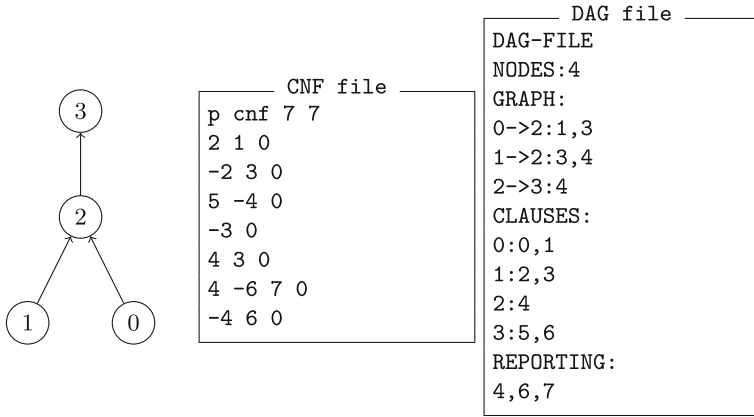 3
2
1
0
CNF file
p cnf 7 7
2 1 0
-2 3 0
5 -4 0
-3 0
4 3 0
4 -6 7 0
-4 6 0
DAG file
DAG-FILE
NODES:4
GRAPH:
0->2:1,3
1->2:3,4
2->3:4
CLAUSES:
0:0,1
1:2,3
2:4
3:5,6
REPORTING:
4,6,7